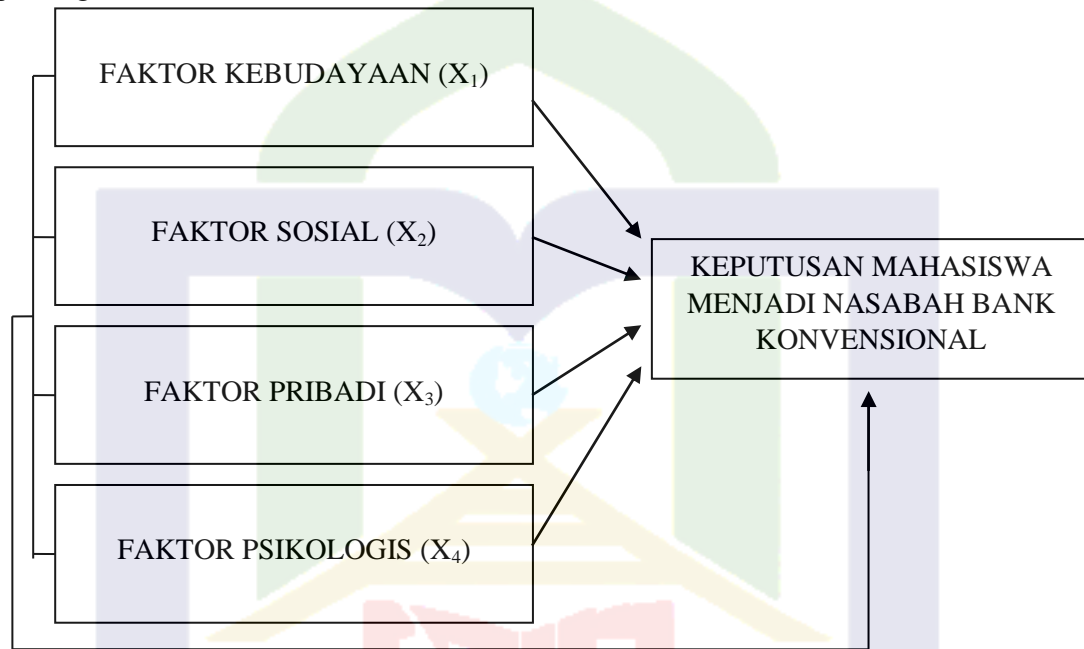 FAKTOR KEBUDAYAAN (X₁)
FAKTOR SOSIAL (X₂)
KEPUTUSAN MAHASISWA
MENJADI NASABAH BANK
KONVENSIONAL
FAKTOR PRIBADI (X₃)
FAKTOR PSIKOLOGIS (X₄)